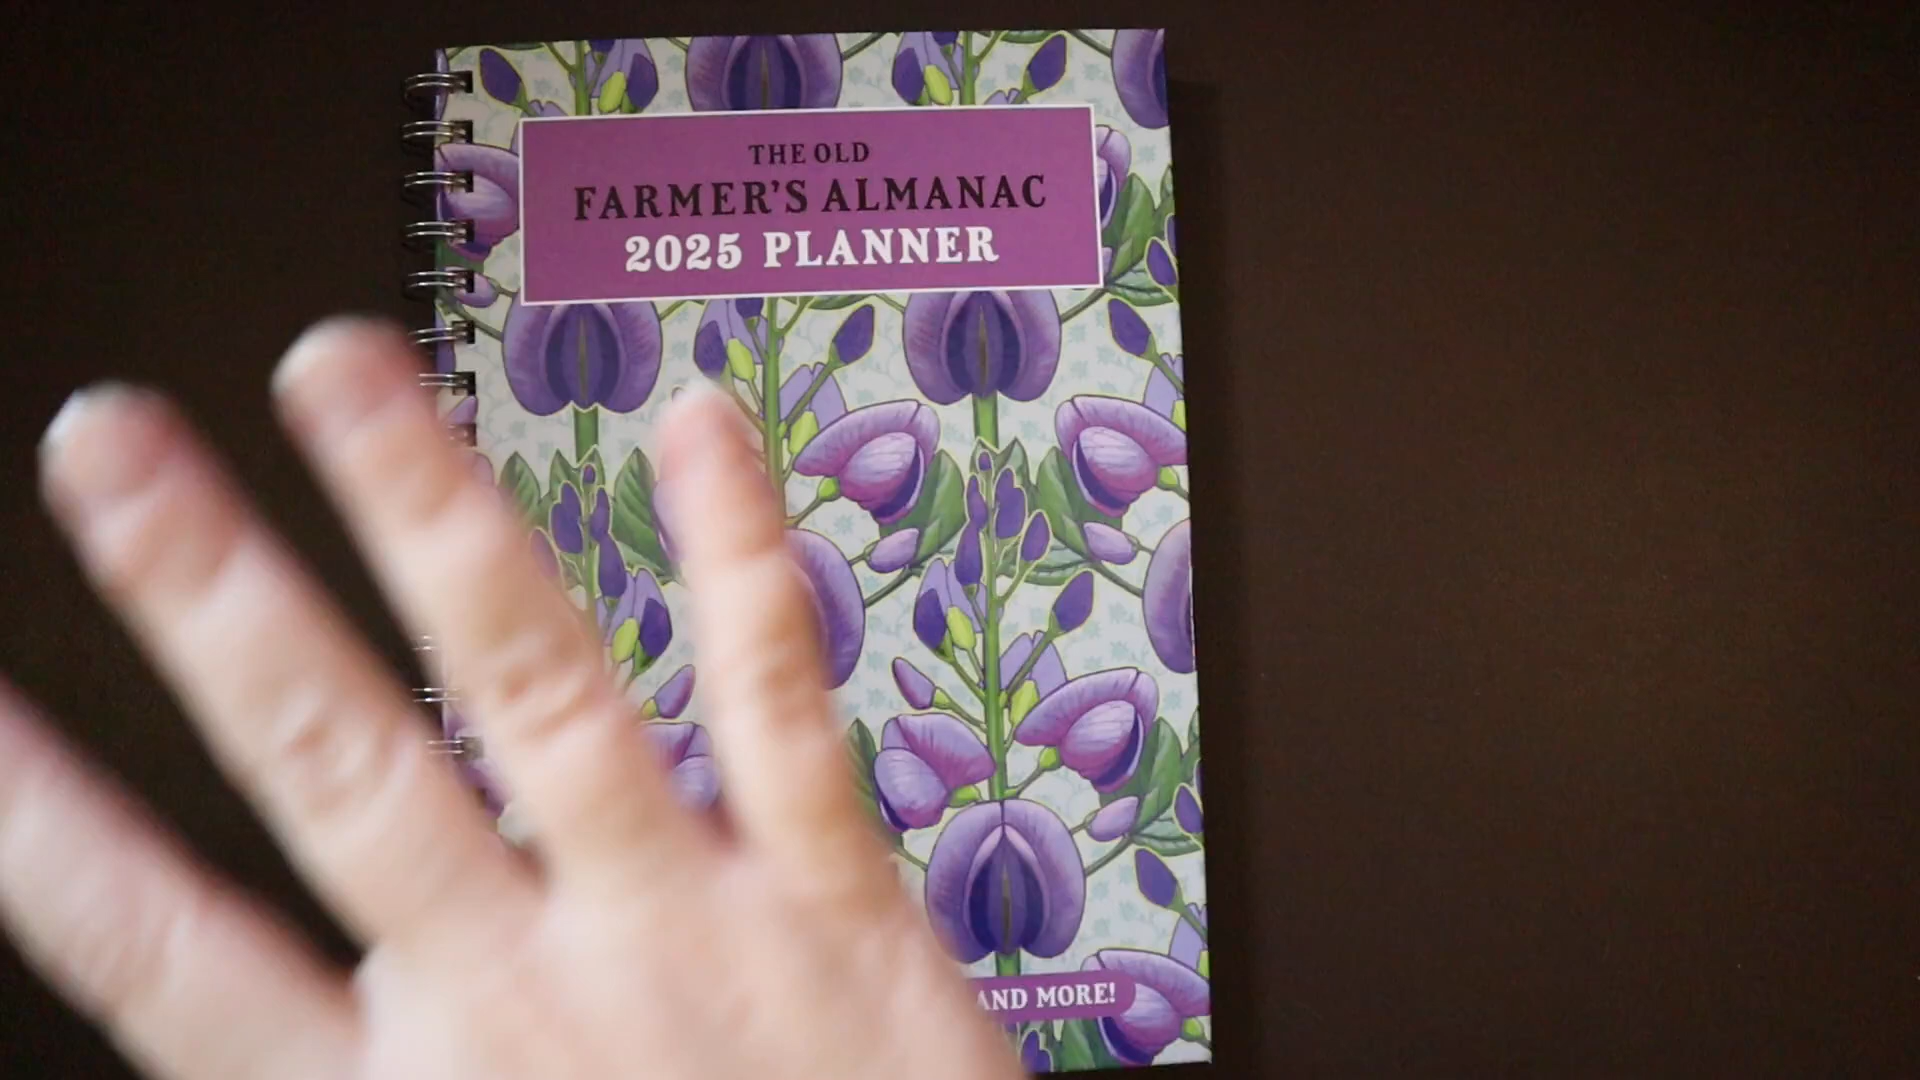 THE OLD
FARMER'S ALMANAC
2025 PLANNER
AND MORE!